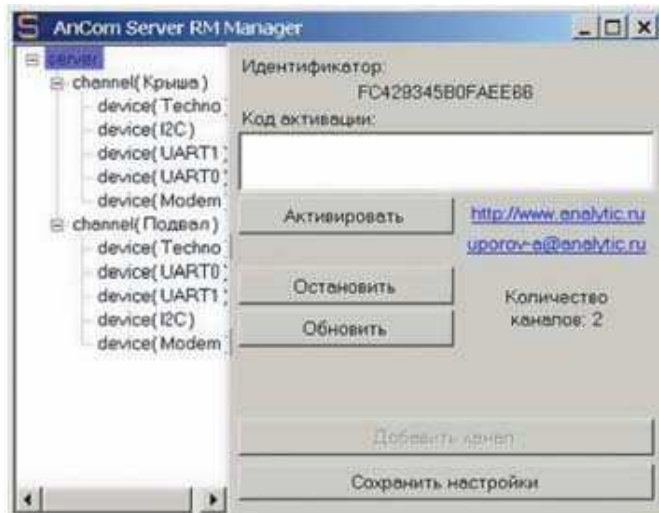 AnCom Server RM Manager
server
channel(Крыша)
device(Techno
device(I2C)
device(UART1
device(UART0
device(Modem
channel(Подвал)
device(Techno
device(UART0
device(UART1
device(I2C)
device(Modem
Идентификатор:
FC429345B0FAEE66
Код активации:
Активировать
http://www.analytic.ru
uporov-a@analytic.ru
Остановить
Обновить
Количество
каналов: 2
Добавить канал
Сохранить настройки